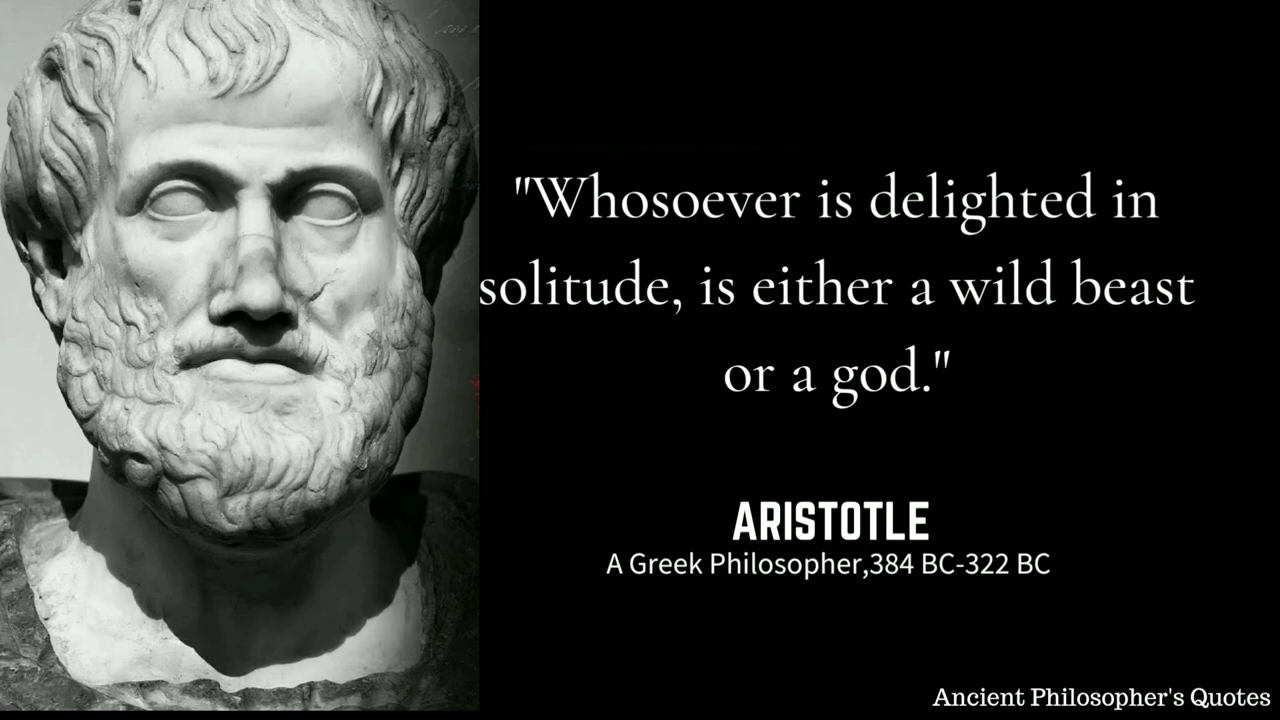 "Whosoever is delighted in
solitude, is either a wild beast
or a god."
ARISTOTLE
A Greek Philosopher,384 BC-322 BC
Ancient Philosopher's Quotes